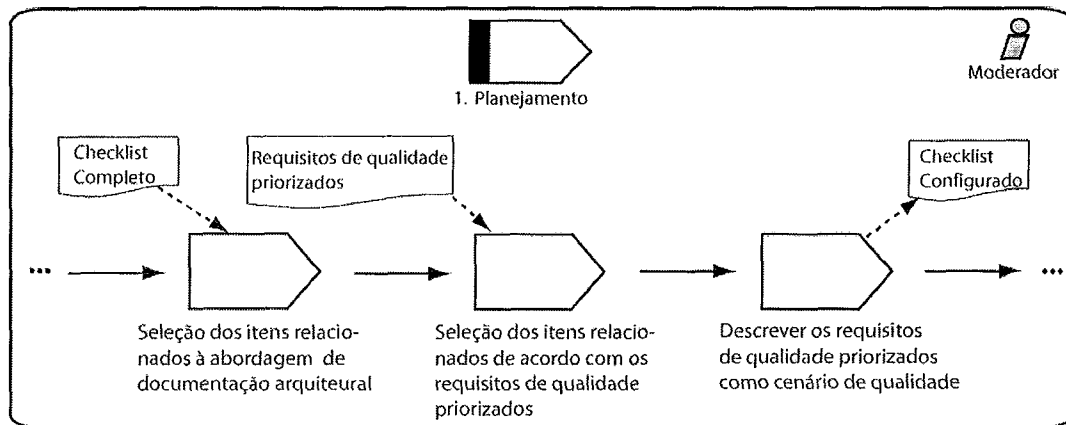 Moderador
1. Planejamento
Checklist
Completo
Requisitos de qualidade
priorizados
Checklist
Configurado
...
...
Seleção dos itens relacio-
nados à abordagem de
documentação arquiteural
Seleção dos itens relacio-
nados de acordo com os
requisitos de qualidade
priorizados
Descrever os requisitos
de qualidade priorizados
como cenário de qualidade